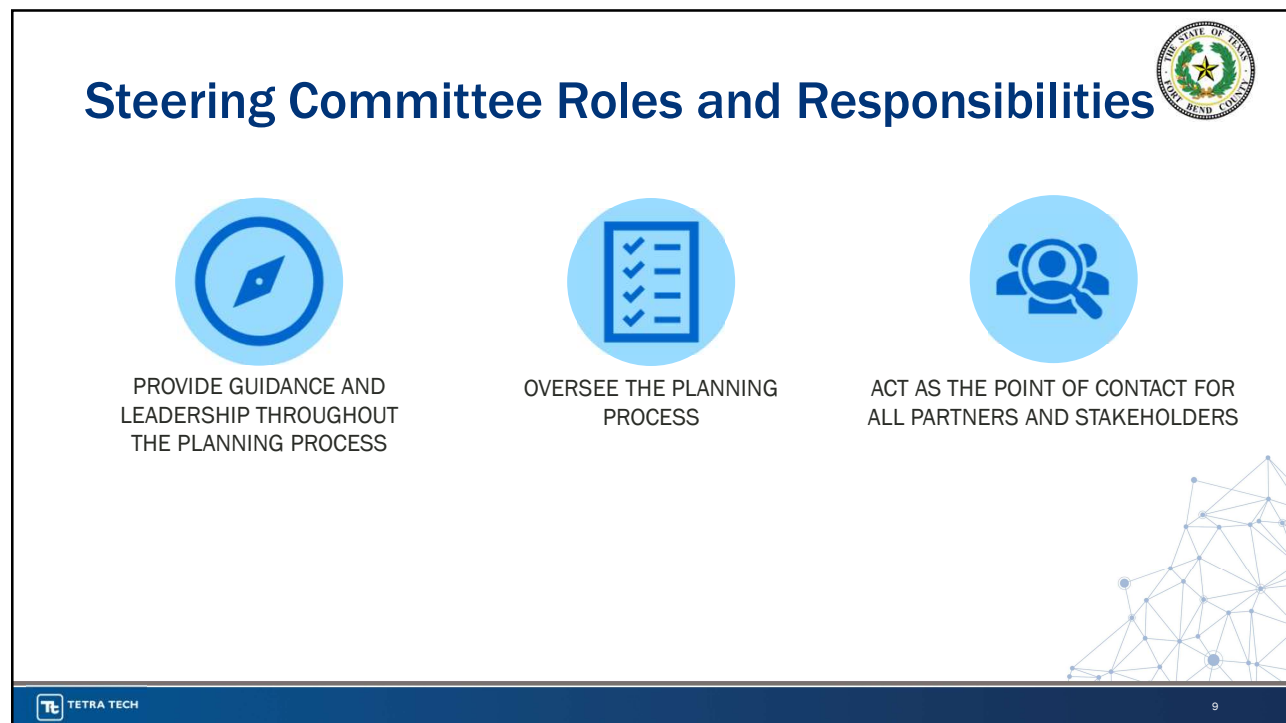 THE STATE OF TEXAS
FORT BEND COUNTY
Steering Committee Roles and Responsibilities
PROVIDE GUIDANCE AND
LEADERSHIP THROUGHOUT
THE PLANNING PROCESS
OVERSEE THE PLANNING
PROCESS
ACT AS THE POINT OF CONTACT FOR
ALL PARTNERS AND STAKEHOLDERS
Tt TETRA TECH
9